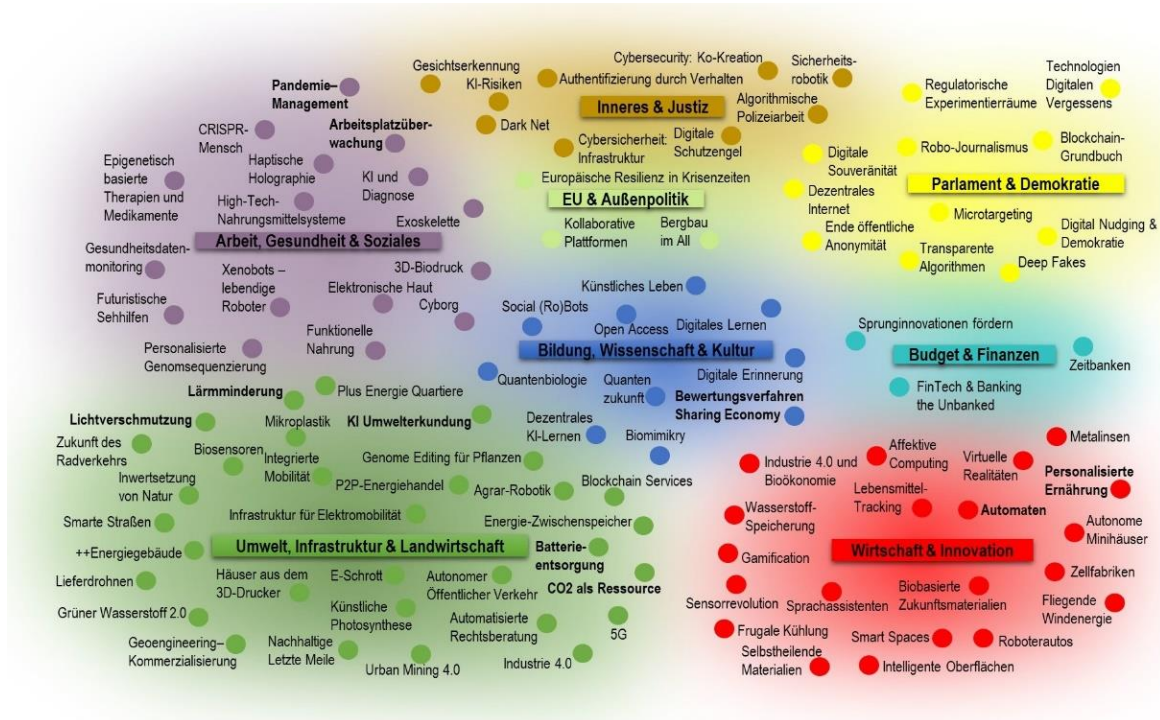 Gesichtserkennung
KI-Risiken
Cybersecurity: Ko-Kreation
Authentifizierung durch Verhalten
Sicherheits-
robotik
Inneres & Justiz
Algorithmische
Polizeiarbeit
Dark Net
Cybersicherheit:
Infrastruktur
Digitale
Schutzengel
Pandemie–
Management
CRISPR-
Mensch
Arbeitsplatzüber-
wachung
Epigenetisch
basierte
Therapien und
Medikamente
Haptische
Holographie
KI und
Diagnose
High-Tech-
Nahrungsmittelsysteme
Exoskelette
Arbeit, Gesundheit & Soziales
Gesundheitsdaten-
monitoring
Xenobots –
lebendige
Roboter
3D-Biodruck
Elektronische Haut
Cyborg
Futuristische
Sehhilfen
Funktionelle
Nahrung
Personalisierte
Genomsequenzierung
Europäische Resilienz in Krisenzeiten
EU & Außenpolitik
Kollaborative
Plattformen
Bergbau
im All
Regulatorische
Experimentierräume
Technologien
Digitalen
Vergessens
Digitale
Souveränität
Robo-Journalismus
Blockchain-
Grundbuch
Parlament & Demokratie
Dezentrales
Internet
Microtargeting
Ende öffentliche
Anonymität
Digital Nudging &
Demokratie
Transparente
Algorithmen
Deep Fakes
Künstliches Leben
Social (Ro)Bots
Open Access
Digitales Lernen
Bildung, Wissenschaft & Kultur
Quantenbiologie
Quanten
zukunft
Digitale Erinnerung
Bewertungsverfahren
Sharing Economy
Dezentrales
KI-Lernen
Biomimikry
Sprunginnovationen fördern
Budget & Finanzen
Zeitbanken
FinTech & Banking
the Unbanked
Lärmminderung
Plus Energie Quartiere
Lichtverschmutzung
Mikroplastik
KI Umwelterkundung
Zukunft des
Radverkehrs
Biosensoren
Integrierte
Mobilität
Genome Editing für Pflanzen
Inwertsetzung
von Natur
P2P-Energiehandel
Agrar-Robotik
Blockchain Services
Smarte Straßen
Infrastruktur für Elektromobilität
Energie-Zwischenspeicher
Umwelt, Infrastruktur & Landwirtschaft
++Energiegebäude
Batterie-
entsorgung
Lieferdrohnen
Häuser aus dem
3D-Drucker
E-Schrott
Autonomer
Öffentlicher Verkehr
CO2 als Ressource
Grüner Wasserstoff 2.0
Künstliche
Photosynthese
Automatisierte
Rechtsberatung
5G
Geoengineering–
Kommerzialisierung
Nachhaltige
Letzte Meile
Urban Mining 4.0
Industrie 4.0
Industrie 4.0 und
Bioökonomie
Affektive
Computing
Metalinsen
Virtuelle
Realitäten
Personalisierte
Ernährung
Lebensmittel-
Tracking
Wasserstoff-
Speicherung
Automaten
Autonome
Minihäuser
Wirtschaft & Innovation
Gamification
Zellfabriken
Sensorrevolution
Sprachassistenten
Biobasierte
Zukunftsmaterialien
Fliegende
Windenergie
Frugale Kühlung
Smart Spaces
Roboterautos
Selbstheilende
Materialien
Intelligente Oberflächen